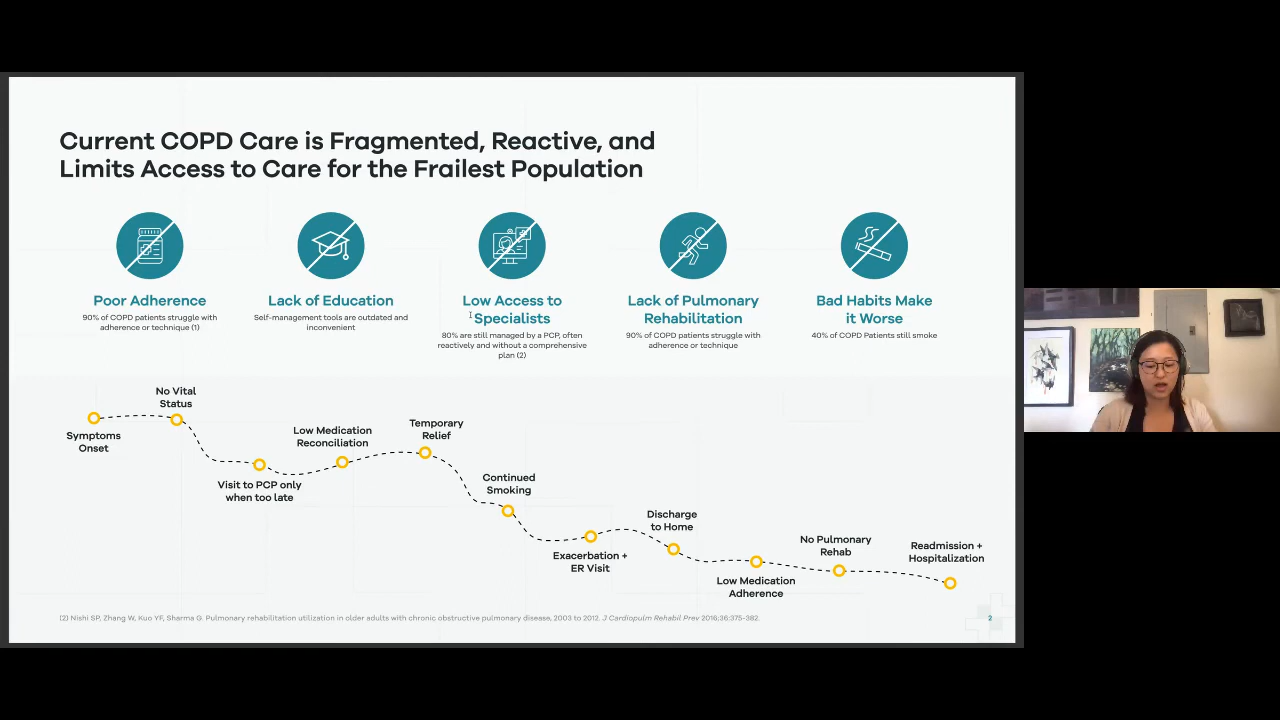 Current COPD Care is Fragmented, Reactive, and
Limits Access to Care for the Frailest Population
Poor Adherence
90% of COPD patients struggle with
adherence or technique (1)
Lack of Education
Self-management tools are outdated and
inconvenient
Low Access to
Specialists
80% are still managed by a PCP, often
reactively and without a comprehensive
plan (2)
Lack of Pulmonary
Rehabilitation
90% of COPD patients struggle with
adherence or technique
Bad Habits Make
it Worse
40% of COPD Patients still smoke
Symptoms
Onset
No Vital
Status
Visit to PCP only
when too late
Low Medication
Reconciliation
Temporary
Relief
Continued
Smoking
Exacerbation +
ER Visit
Discharge
to Home
Low Medication
Adherence
No Pulmonary
Rehab
Readmission +
Hospitalization
(2) Nishi SP, Zhang W, Kuo YF, Sharma G. Pulmonary rehabilitation utilization in older adults with chronic obstructive pulmonary disease, 2003 to 2012. J Cardiopulm Rehabil Prev 2016;36:375-382.
2